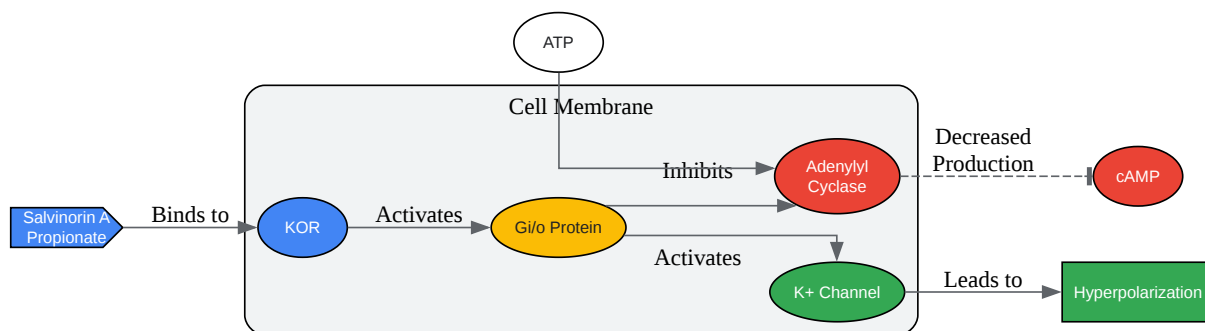 ATP
Cell Membrane
Decreased
Production
Inhibits
Adenylyl
Cyclase
cAMP
Salvinorin A
Propionate
Binds to
KOR
Activates
Gi/o Protein
Activates
K+ Channel
Leads to
Hyperpolarization